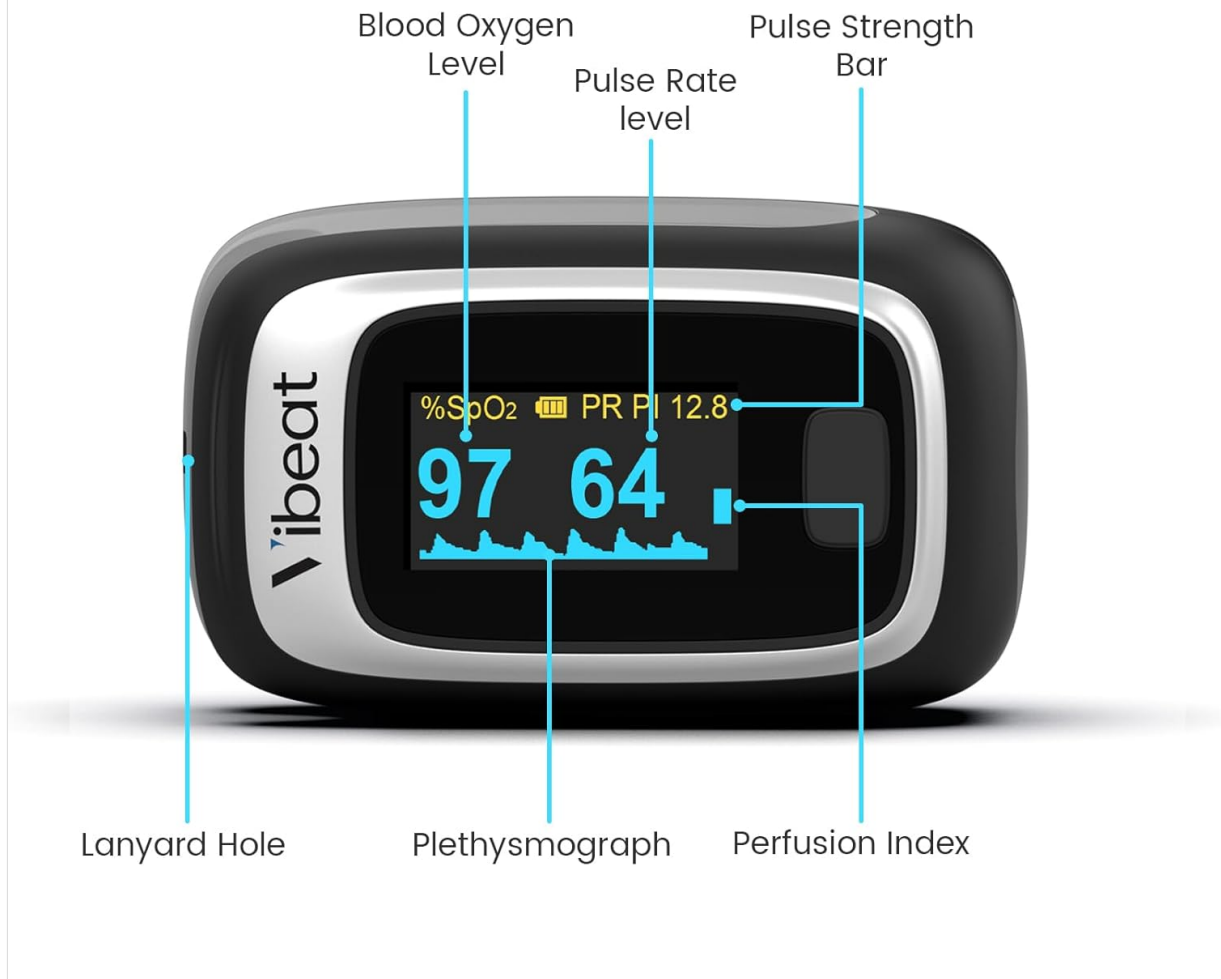 Blood Oxygen
Level
Pulse Rate
level
Pulse Strength
Bar
Vibeat
%SpO2 PR PI 12.8
97 64
Lanyard Hole
Plethysmograph
Perfusion Index